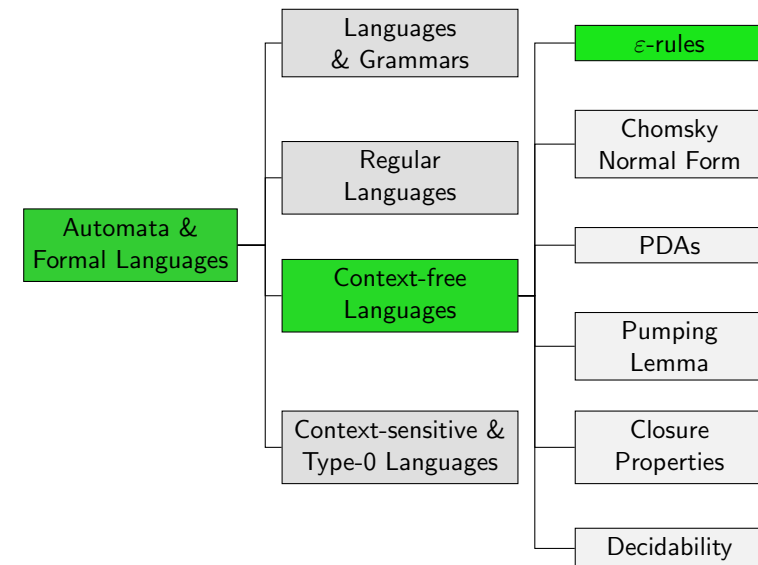 Automata &
Formal Languages
Languages
& Grammars
Regular
Languages
Context-free
Languages
Context-sensitive &
Type-0 Languages
ε-rules
Chomsky
Normal Form
PDAs
Pumping
Lemma
Closure
Properties
Decidability